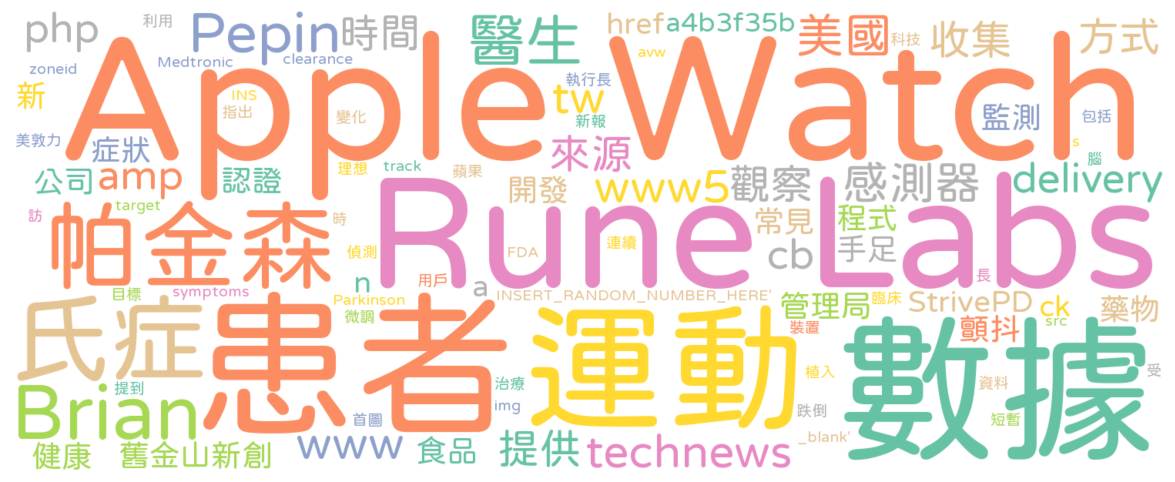 php
利用
Pepin
時間
醫生
href
a4b3f35b
美國
科技
收集
方式
zoneid
Medtronic
clearance
avw
Apple Watch
新
INS
指出
變化
執行長
tw
新報
監測
包括
美敦力
症狀
來源
s
腦
公司
amp
認證
理想
track
蘋果
開發
www5
觀察
感測器
delivery
訪
target
帕金森
時
Rune Labs
常見
程式
手足
偵測
FDA
連續
cb
長
目標
symptoms
n
用戶
a
INSERT_RANDOM_NUMBER_HERE'
Parkinson
微調
管理局
臨床
StrivePD
ck
src
藥物
氏症
患者
運動
裝置
顫抖
數據
短暫
植入
資料
受
提到
治療
Brian
首圖
img
跌倒
_blank'
健康
舊金山新創
www
食品
提供
technews